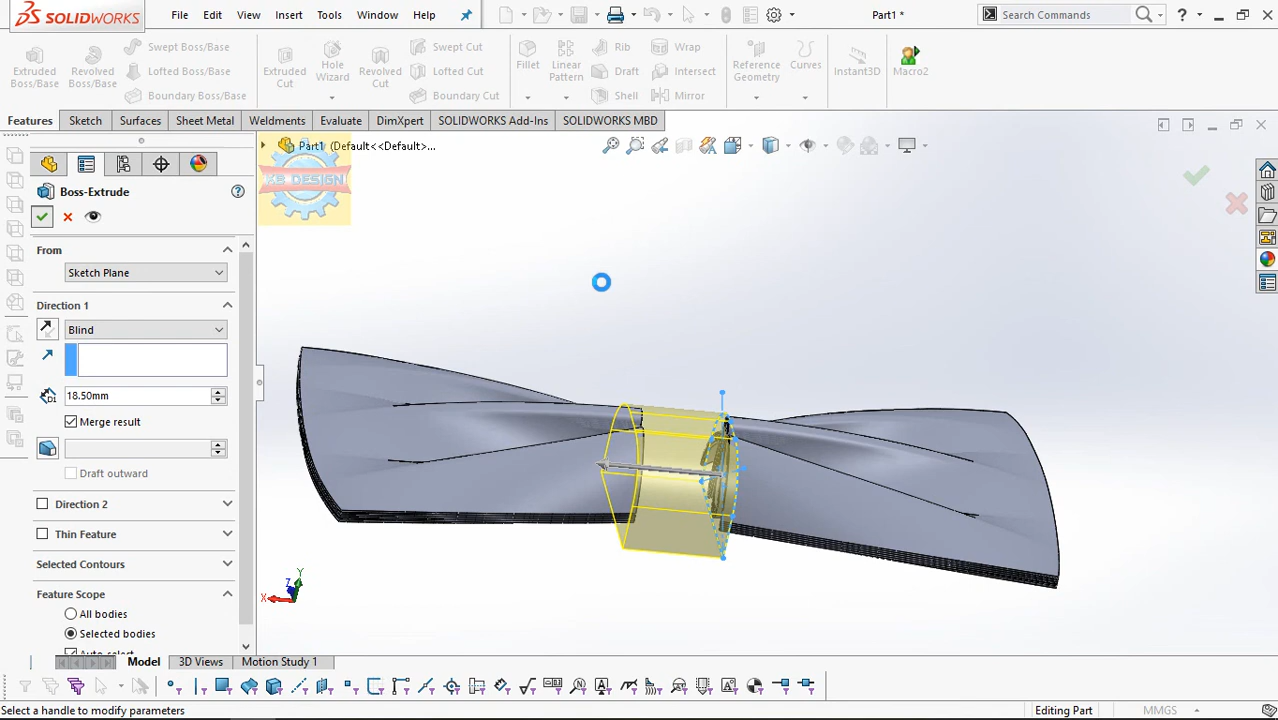 SOLIDWORKS
File Edit View Insert Tools Window Help
Part1 *
Search Commands
Extruded Boss/Base
Revolved Boss/Base
Swept Boss/Base
Lofted Boss/Base
Boundary Boss/Base
Extruded Cut
Hole Wizard
Revolved Cut
Swept Cut
Lofted Cut
Boundary Cut
Fillet
Linear Pattern
Rib
Draft
Shell
Wrap
Intersect
Mirror
Reference Geometry
Curves
Instant3D
Macro2
Features Sketch Surfaces Sheet Metal Weldments Evaluate DimXpert SOLIDWORKS Add-Ins SOLIDWORKS MBD
Part1 (Default<<Default>...
KB DESIGN
Boss-Extrude
From
Sketch Plane
Direction 1
Blind
18.50mm
Merge result
Draft outward
Direction 2
Thin Feature
Selected Contours
Feature Scope
All bodies
Selected bodies
Auto-select
Y
Z
X
Model 3D Views Motion Study 1
Select a handle to modify parameters
Editing Part
MMGS